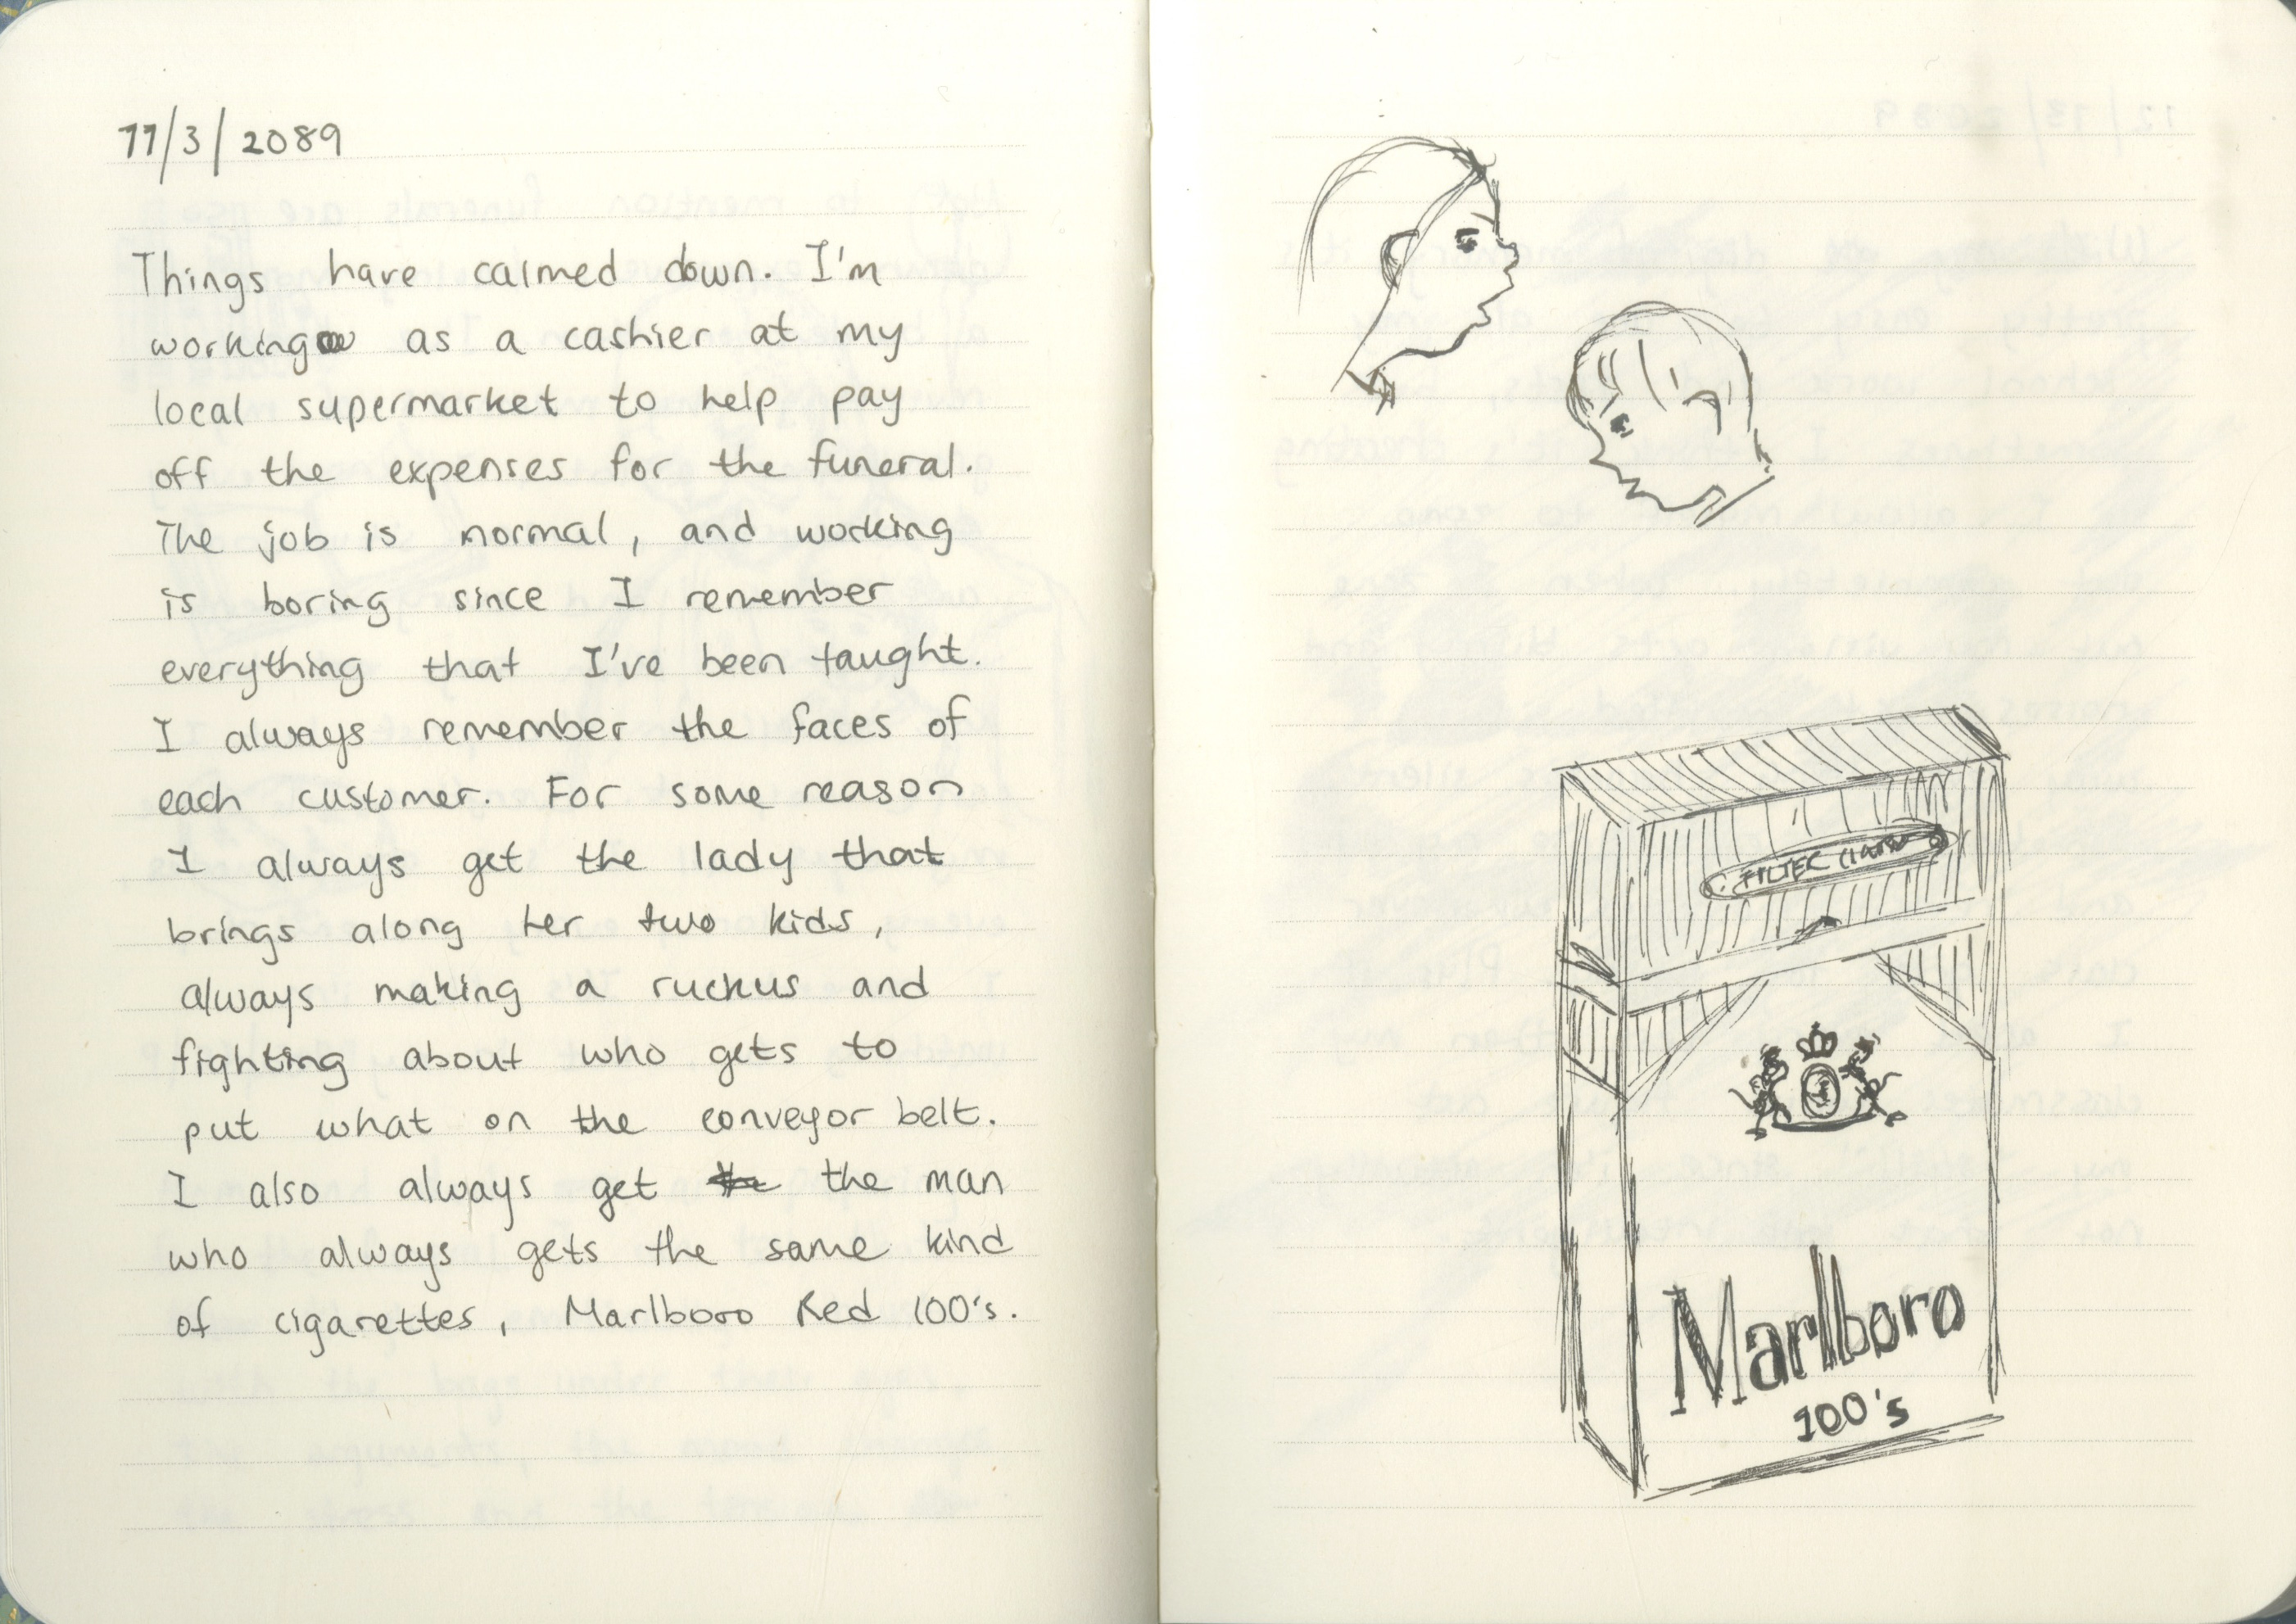 11/3/2089
Things have calmed down. I'm
working as a cashier at my
local supermarket to help pay
off the expenses for the funeral.
The job is normal, and working
is boring since I remember
everything that I've been taught.
I always remember the faces of
each customer. For some reason
I always get the lady that
brings along her two kids,
always making a ruckus and
fighting about who gets to
put what on the conveyor belt.
I also always get the man
who always gets the same kind
of cigarettes, Marlboro Red 100's.
FILTER
Marlboro
100's